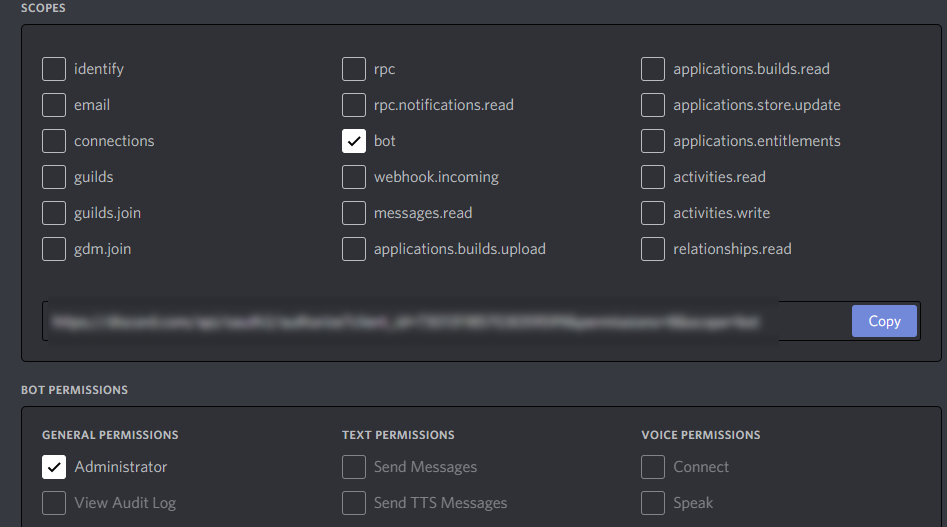 SCOPES
identify
rpc
applications.builds.read
email
rpc.notifications.read
applications.store.update
connections
bot
applications.entitlements
guilds
webhook.incoming
activities.read
guilds.join
messages.read
activities.write
gdm.join
applications.builds.upload
relationships.read
Copy
BOT PERMISSIONS
GENERAL PERMISSIONS
TEXT PERMISSIONS
VOICE PERMISSIONS
Administrator
Send Messages
Connect
View Audit Log
Send TTS Messages
Speak